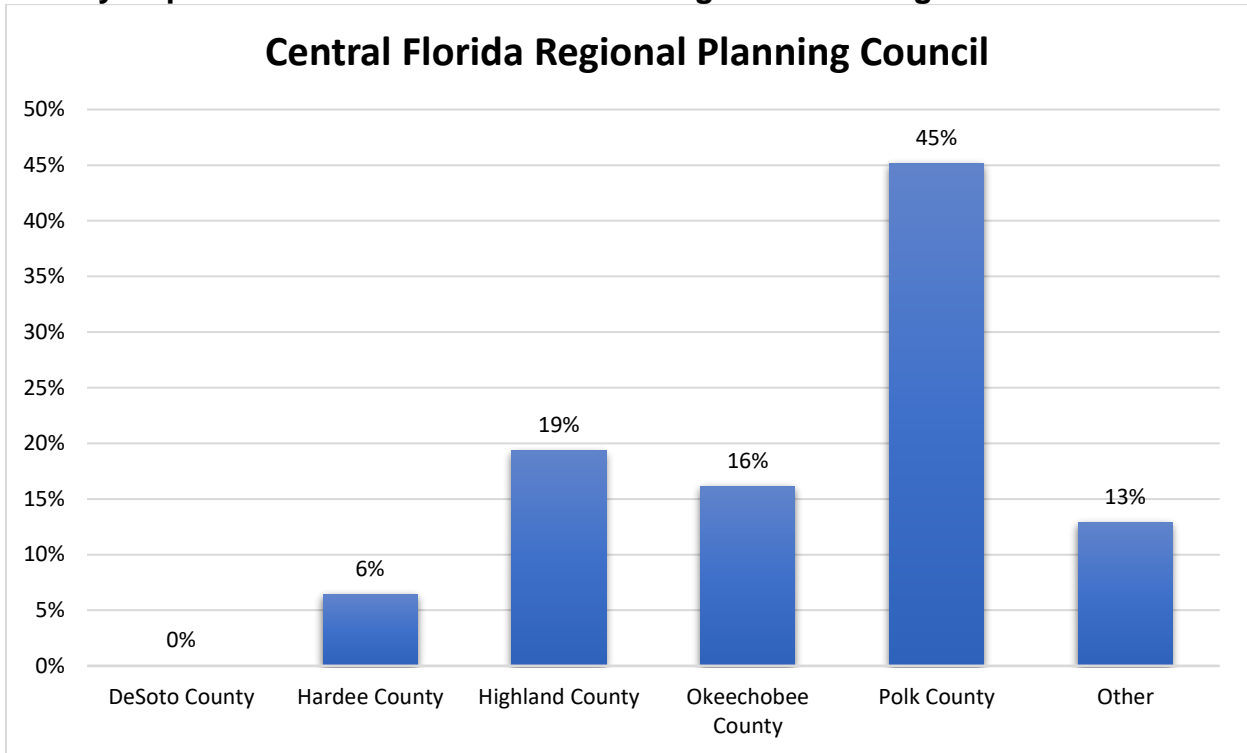 Central Florida Regional Planning Council
50%
45%
40%
35%
30%
25%
20%
15%
10%
5%
0%
0%
6%
19%
16%
45%
13%
DeSoto County
Hardee County
Highland County
Okeechobee
County
Polk County
Other